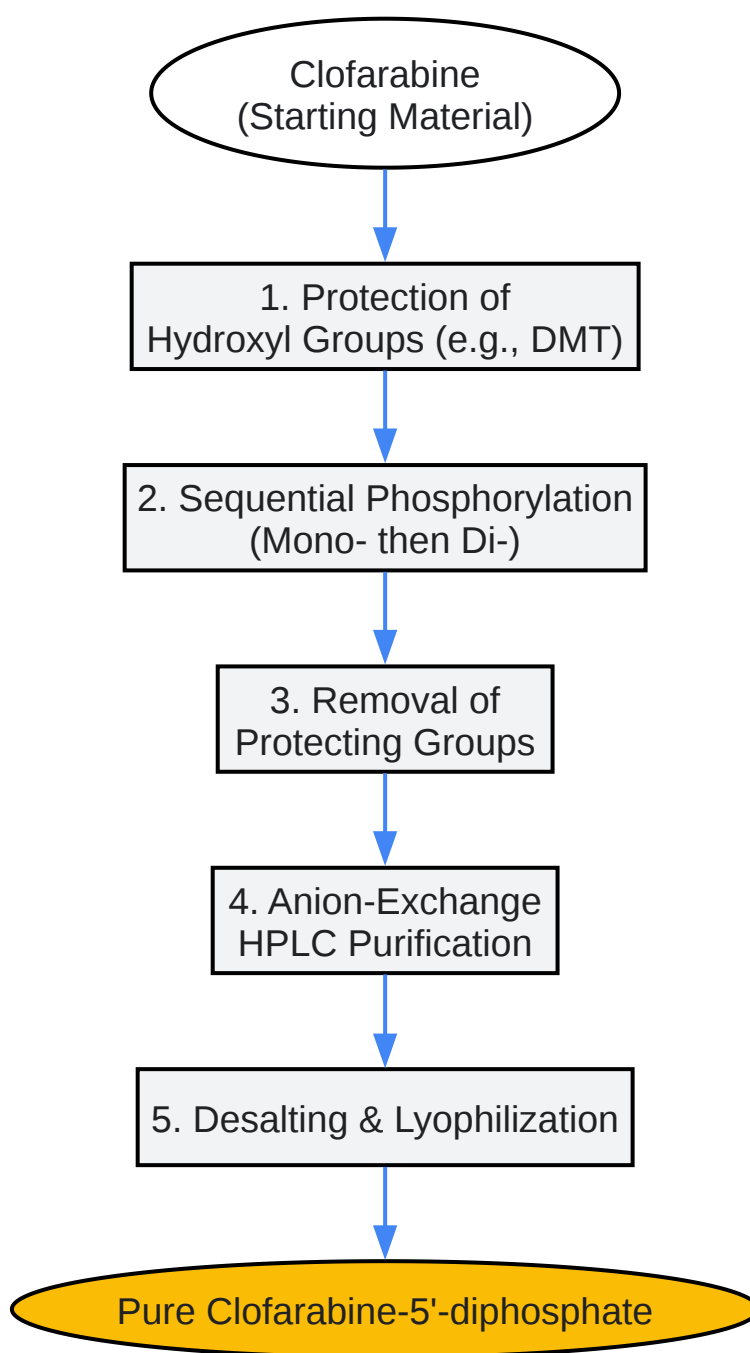 Clofarabine
(Starting Material)
1. Protection of
Hydroxyl Groups (e.g., DMT)
2. Sequential Phosphorylation
(Mono- then Di-)
3. Removal of
Protecting Groups
4. Anion-Exchange
HPLC Purification
5. Desalting & Lyophilization
Pure Clofarabine-5'-diphosphate